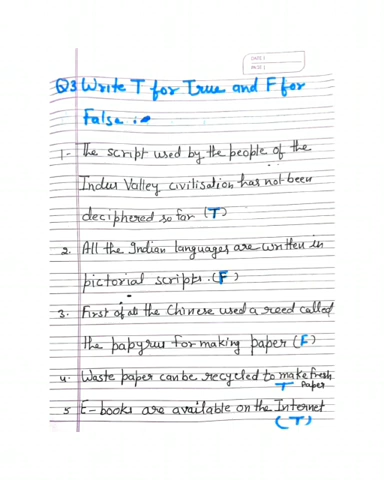 DATE :
PAGE :
Q3 Write T for True and F for
False :-
1- The script used by the people of the
Indus Valley civilisation has not been
deciphered so far (T)
2. All the Indian languages are written in
pictorial scripts. (F)
3. First of all the Chinese used a reed called
the papyrus for making paper (F)
4. Waste paper can be recycled to make fresh
T paper
5. E-books are available on the Internet
(T)